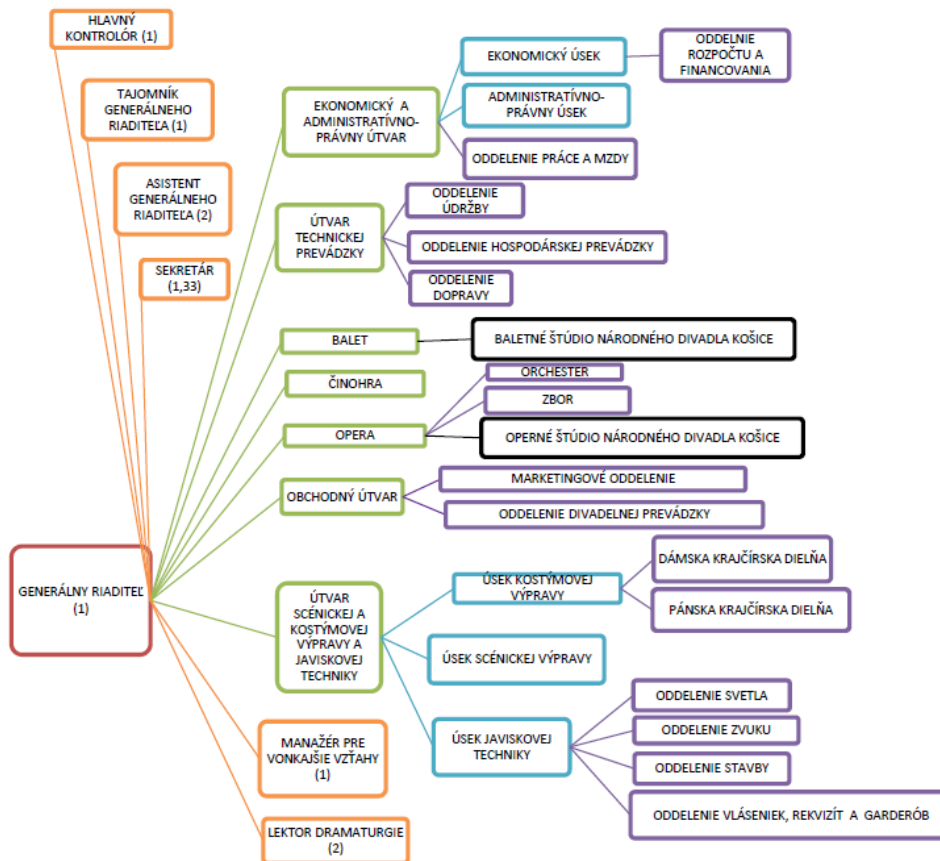 HLAVNÝ
KONTROLÓR (1)
TAJOMNÍK
GENERÁLNEHO
RIADITEĽA (1)
ASISTENT
GENERÁLNEHO
RIADITEĽA (2)
SEKRETÁR
(1,33)
GENERÁLNY RIADITEĽ
(1)
EKONOMICKÝ A
ADMINISTRATÍVNO-
PRÁVNY ÚTVAR
EKONOMICKÝ ÚSEK
ODDELNIE
ROZPOČTU A
FINANCOVANIA
ADMINISTRATÍVNO-
PRÁVNY ÚSEK
ODDELENIE PRÁCE A MZDY
ÚTVAR
TECHNICKEJ
PREVÁDZKY
ODDELENIE
ÚDRŽBY
ODDELENIE HOSPODÁRSKEJ PREVÁDZKY
ODDELENIE
DOPRAVY
BALET
BALETNÉ ŠTÚDIO NÁRODNÉHO DIVADLA KOŠICE
ČINOHRA
OPERA
ORCHESTER
ZBOR
OPERNÉ ŠTÚDIO NÁRODNÉHO DIVADLA KOŠICE
OBCHODNÝ ÚTVAR
MARKETINGOVÉ ODDELENIE
ODDELENIE DIVADELNEJ PREVÁDZKY
ÚTVAR
SCÉNICKEJ A
KOSTÝMOVEJ
VÝPRAVY A
JAVISKOVEJ
TECHNIKY
ÚSEK KOSTÝMOVEJ
VÝPRAVY
DÁMSKA KRAJČÍRSKA DIELŇA
PÁNSKA KRAJČÍRSKA DIELŇA
ÚSEK SCÉNICKEJ VÝPRAVY
ÚSEK JAVISKOVEJ
TECHNIKY
ODDELENIE SVETLA
ODDELENIE ZVUKU
ODDELENIE STAVBY
ODDELENIE VLÁSENIEK, REKVIZÍT A GARDERÓB
MANAŽÉR PRE
VONKAJŠIE VZŤAHY
(1)
LEKTOR DRAMATURGIE
(2)